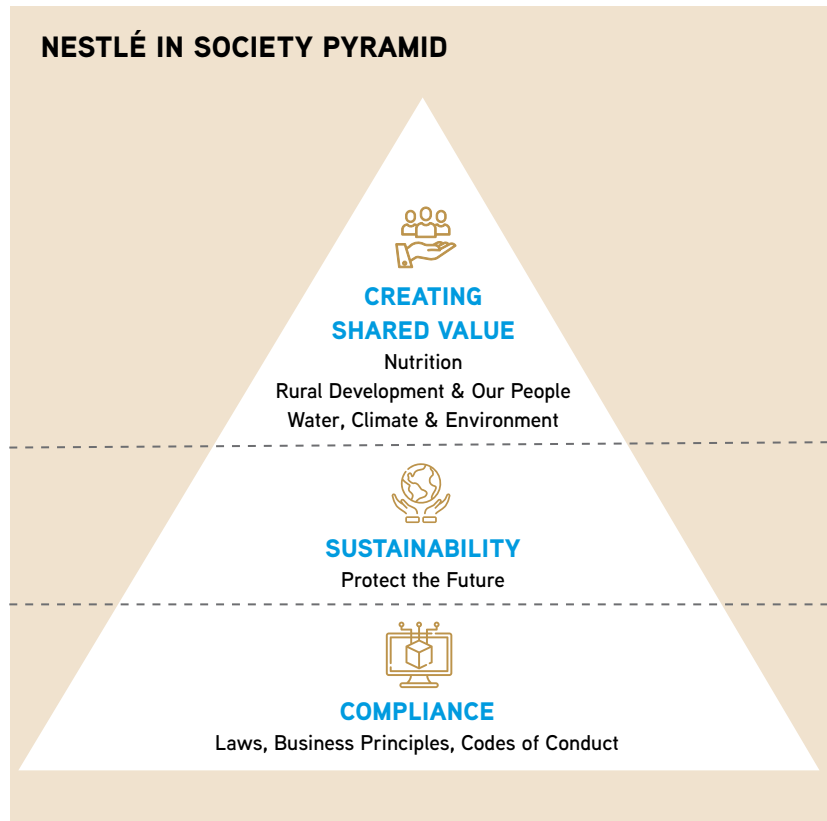 NESTLÉ IN SOCIETY PYRAMID
CREATING
SHARED VALUE
Nutrition
Rural Development & Our People
Water, Climate & Environment
SUSTAINABILITY
Protect the Future
COMPLIANCE
Laws, Business Principles, Codes of Conduct